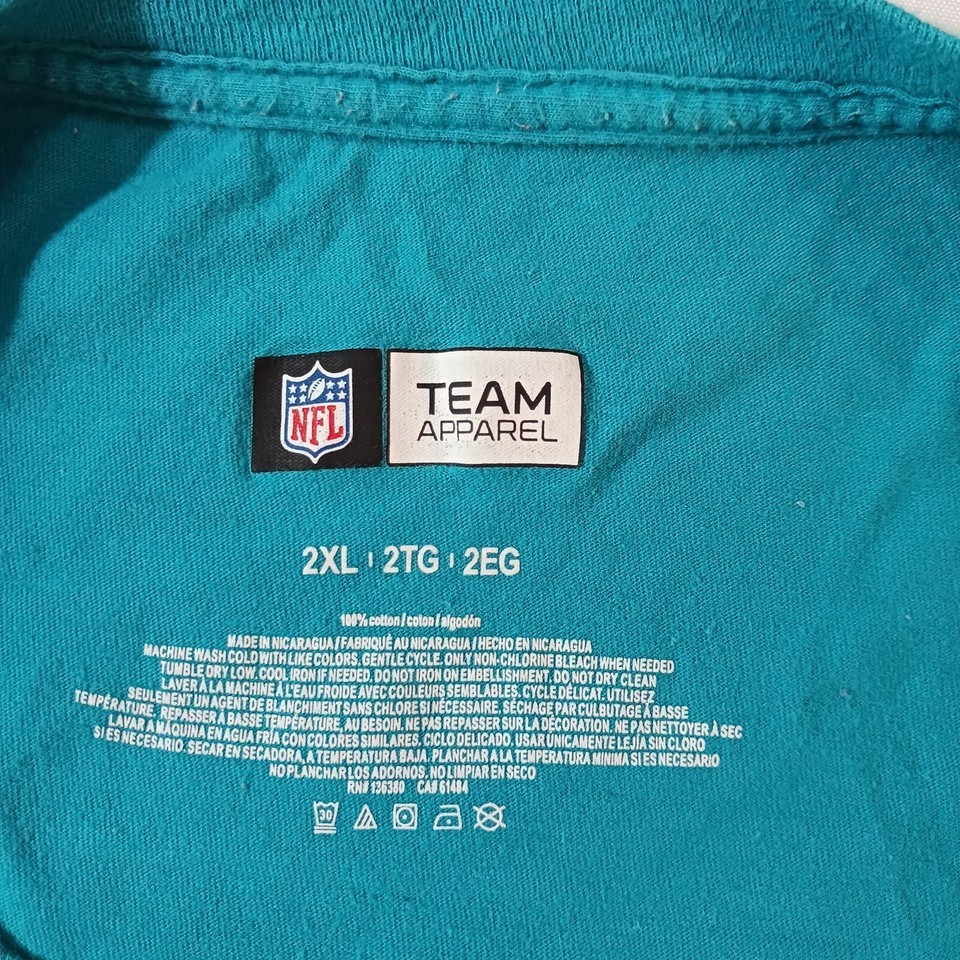 NFL
TEAM
APPAREL
2XL | 2TG | 2EG
100% cotton / coton / algodón
MADE IN NICARAGUA / FABRIQUÉ AU NICARAGUA / HECHO EN NICARAGUA
MACHINE WASH COLD WITH LIKE COLORS. GENTLE CYCLE. ONLY NON-CHLORINE BLEACH WHEN NEEDED
TUMBLE DRY LOW. COOL IRON IF NEEDED. DO NOT IRON ON EMBELLISHMENT. DO NOT DRY CLEAN
LAVER À LA MACHINE À L'EAU FROIDE AVEC COULEURS SEMBLABLES. CYCLE DÉLICAT. UTILISEZ
SEULEMENT UN AGENT DE BLANCHIMENT SANS CHLORE SI NÉCESSAIRE. SÉCHAGE PAR CULBUTAGE À BASSE
TEMPÉRATURE. REPASSER À BASSE TEMPÉRATURE, AU BESOIN. NE PAS REPASSER SUR LA DÉCORATION. NE PAS NETTOYER À SEC
LAVAR A MÁQUINA EN AGUA FRÍA CON COLORES SIMILARES. CICLO DELICADO. USAR ÚNICAMENTE LEJÍA SIN CLORO
SI ES NECESARIO. SECAR EN SECADORA, A TEMPERATURA BAJA. PLANCHAR A LA TEMPERATURA MINIMA SI ES NECESARIO
NO PLANCHAR LOS ADORNOS. NO LIMPIAR EN SECO
RN# 136380 CA# 61484
30